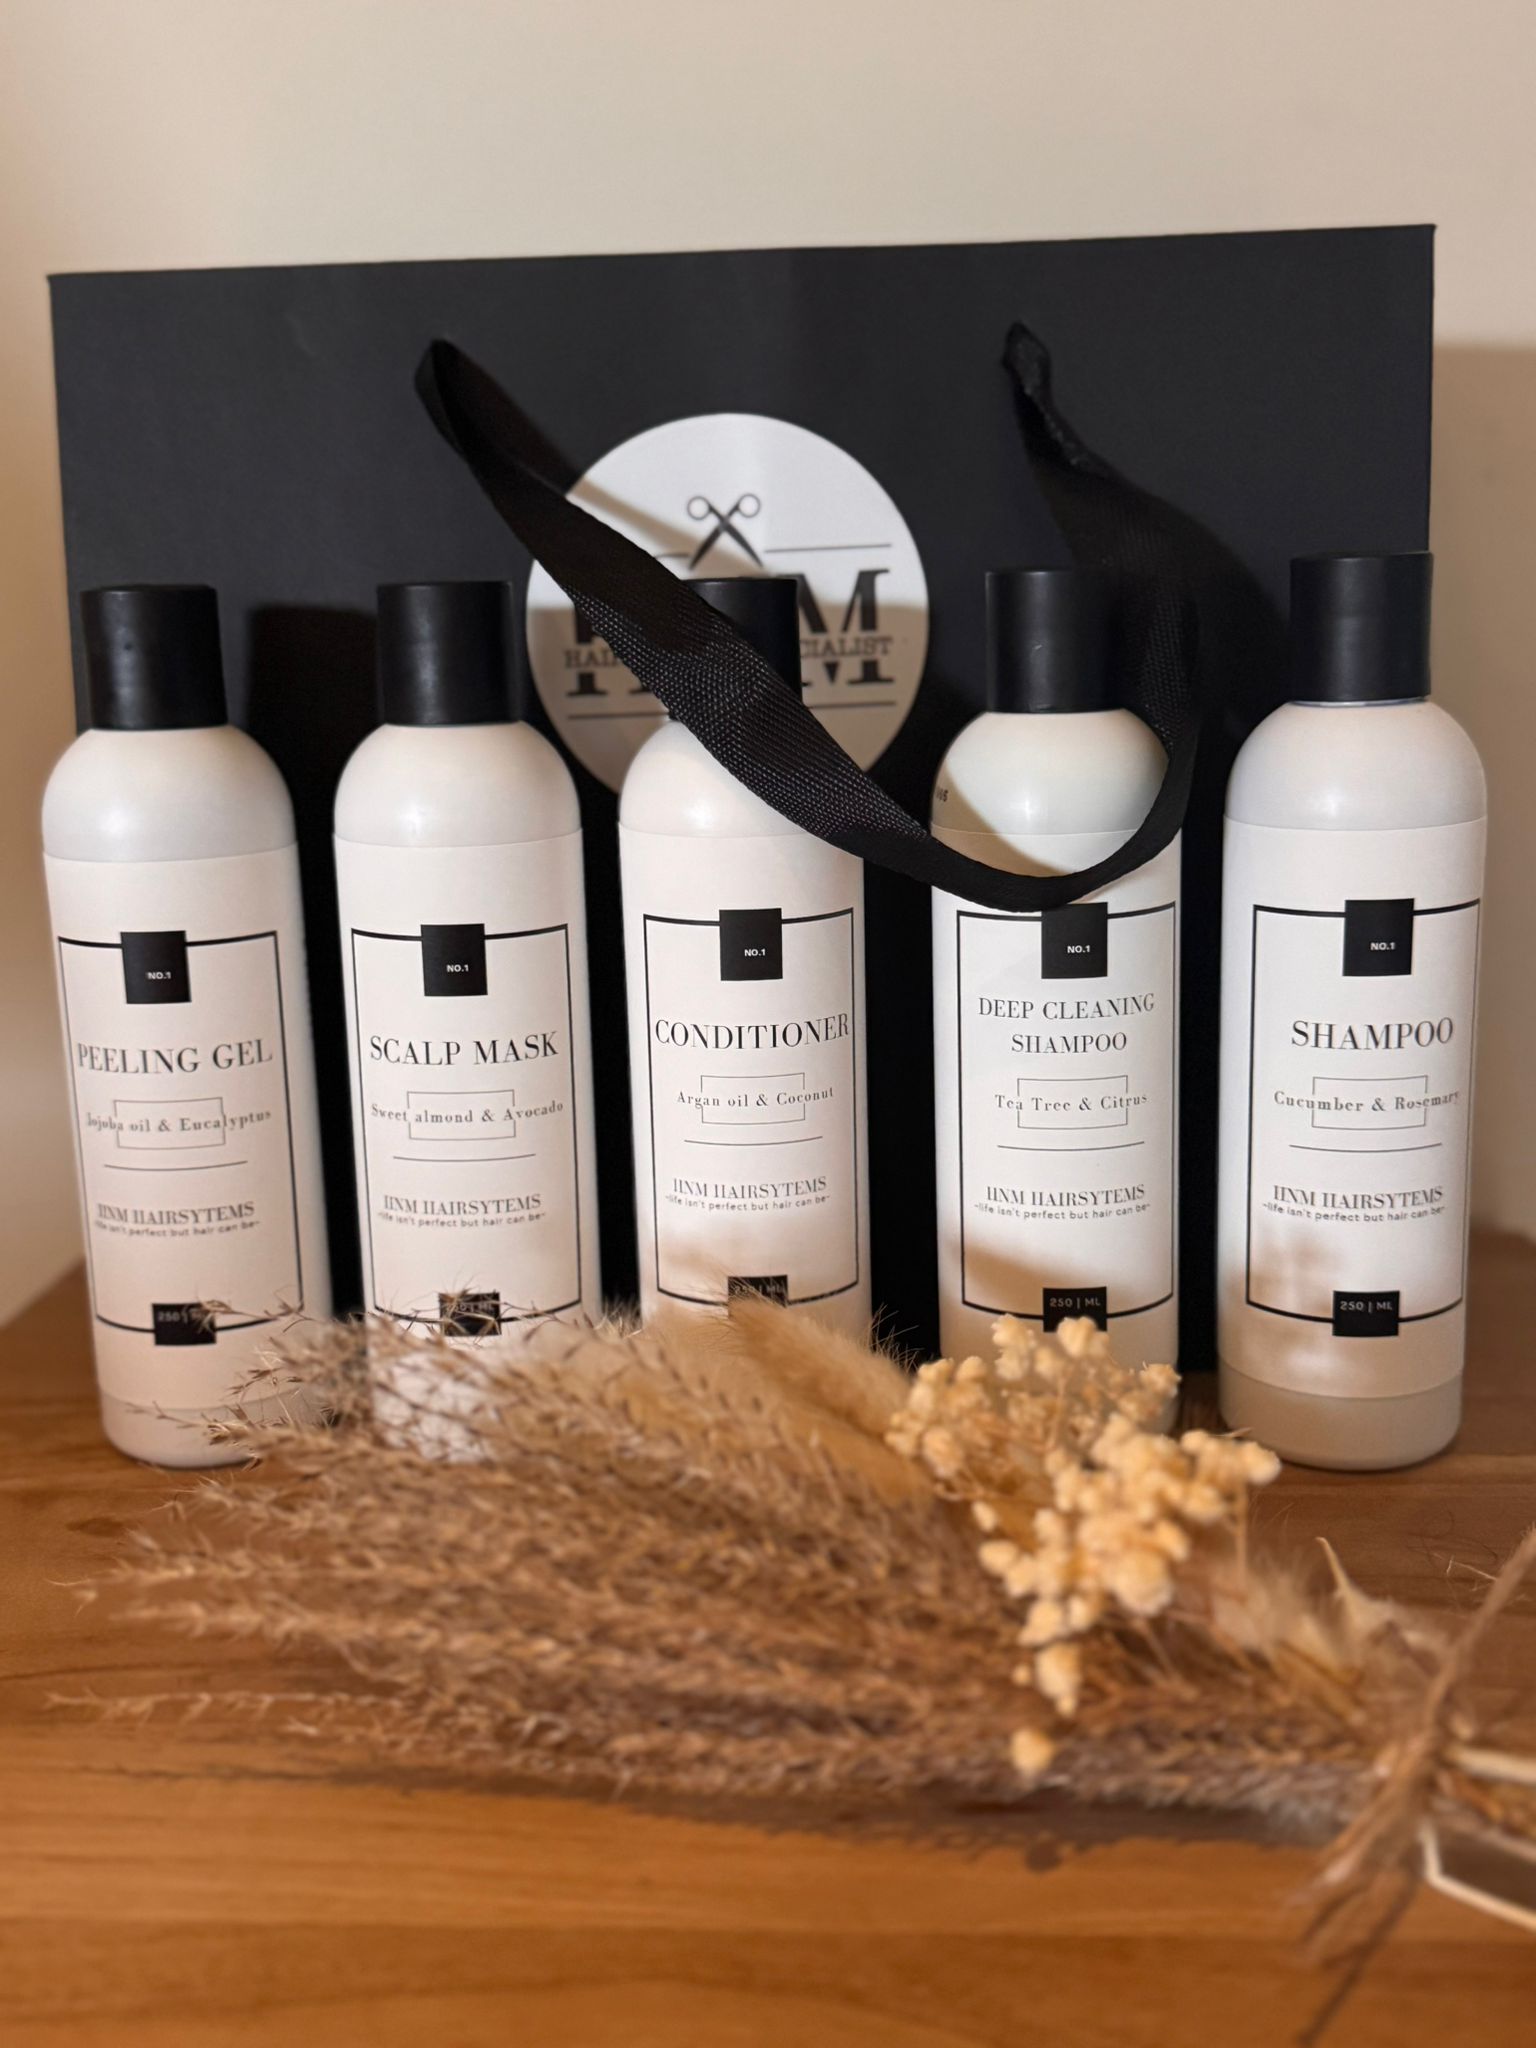 M
NO.1
PEELING GEL
Jojoba oil & Eucalyptus
HNM HAIRSYTEMS
~life isn't perfect but hair can be~
250 |
NO.1
SCALP MASK
Sweet almond & Avocado
HNM HAIRSYTEMS
~life isn't perfect but hair can be~
ML
NO.1
CONDITIONER
Argan oil & Coconut
HNM HAIRSYTEMS
~life isn't perfect but hair can be~
250 | ML
NO.1
DEEP CLEANING
SHAMPOO
Tea Tree & Citrus
HNM HAIRSYTEMS
~life isn't perfect but hair can be~
250 | ML
NO.1
SHAMPOO
Cucumber & Rosemary
HNM HAIRSYTEMS
~life isn't perfect but hair can be~
250 | ML